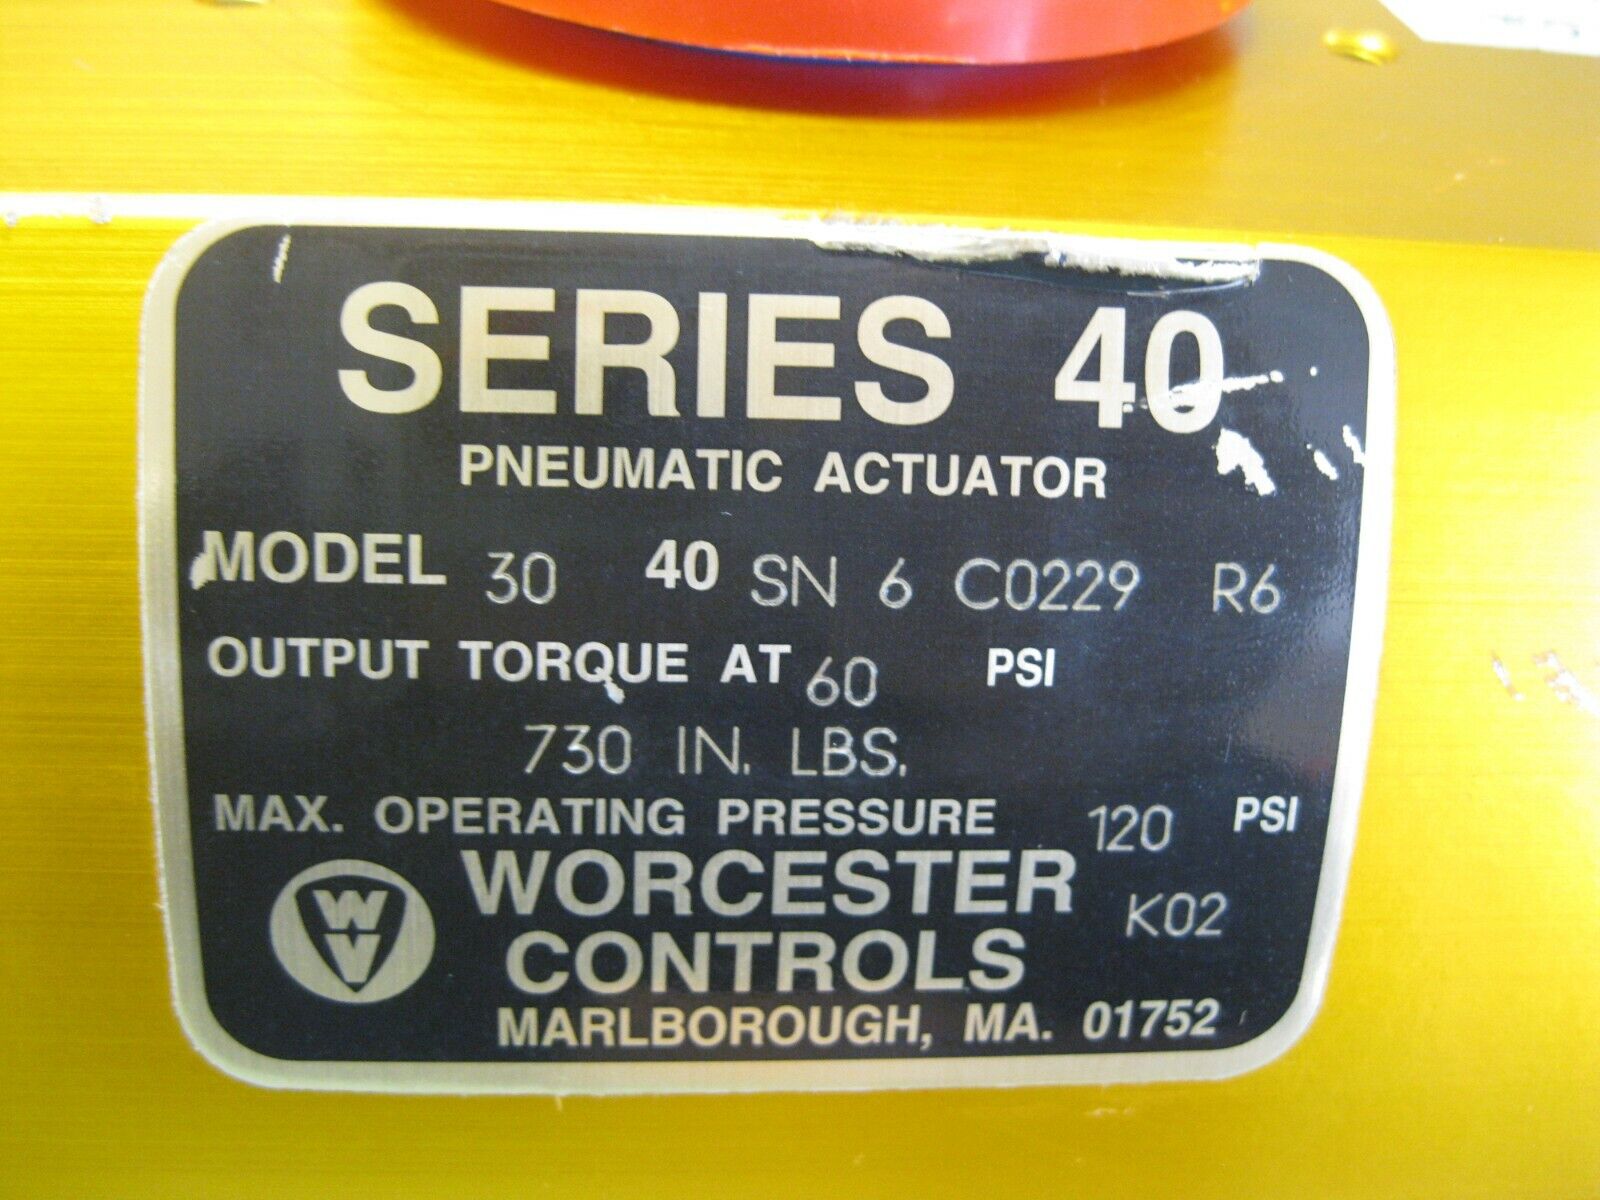 SERIES 40
PNEUMATIC ACTUATOR
MODEL 30 40 SN 6 C0229 R6
OUTPUT TORQUE AT 60 PSI
730 IN. LBS.
MAX. OPERATING PRESSURE 120 PSI
WORCESTER
CONTROLS K02
MARLBOROUGH, MA. 01752
W
V